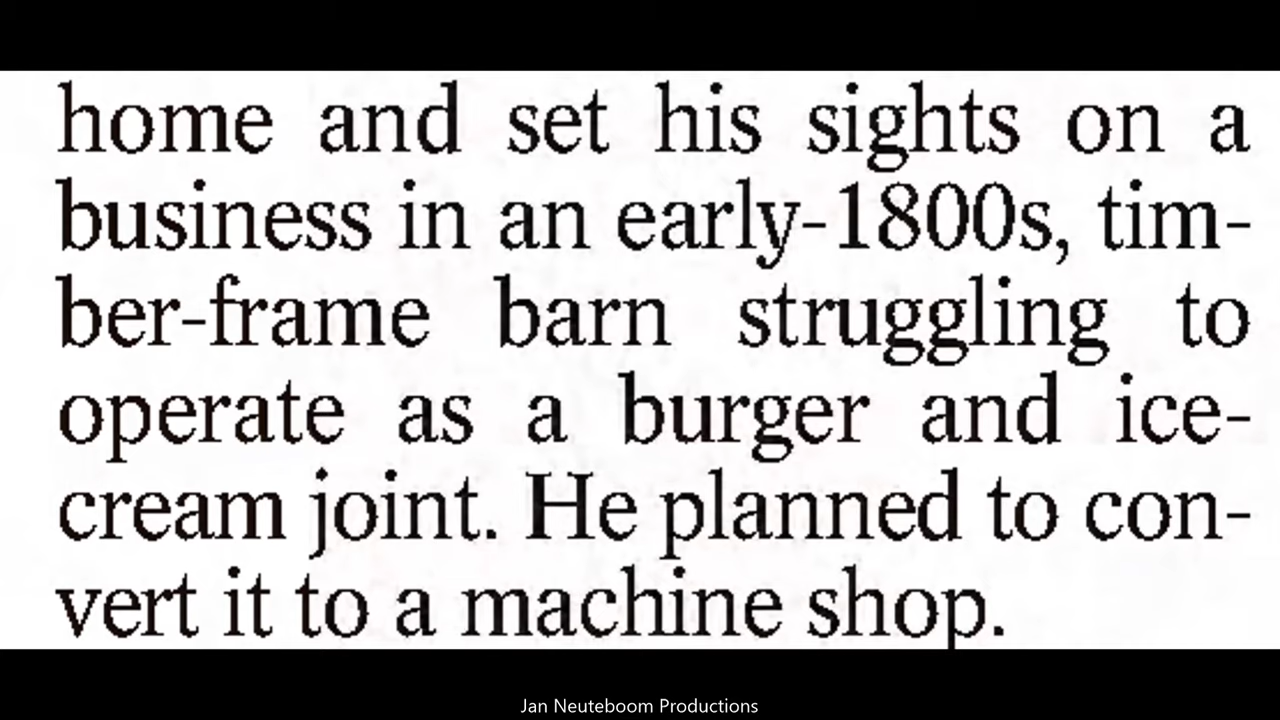 home and set his sights on a
business in an early-1800s, tim-
ber-frame barn struggling to
operate as a burger and ice-
cream joint. He planned to con-
vert it to a machine shop.
Jan Neuteboom Productions